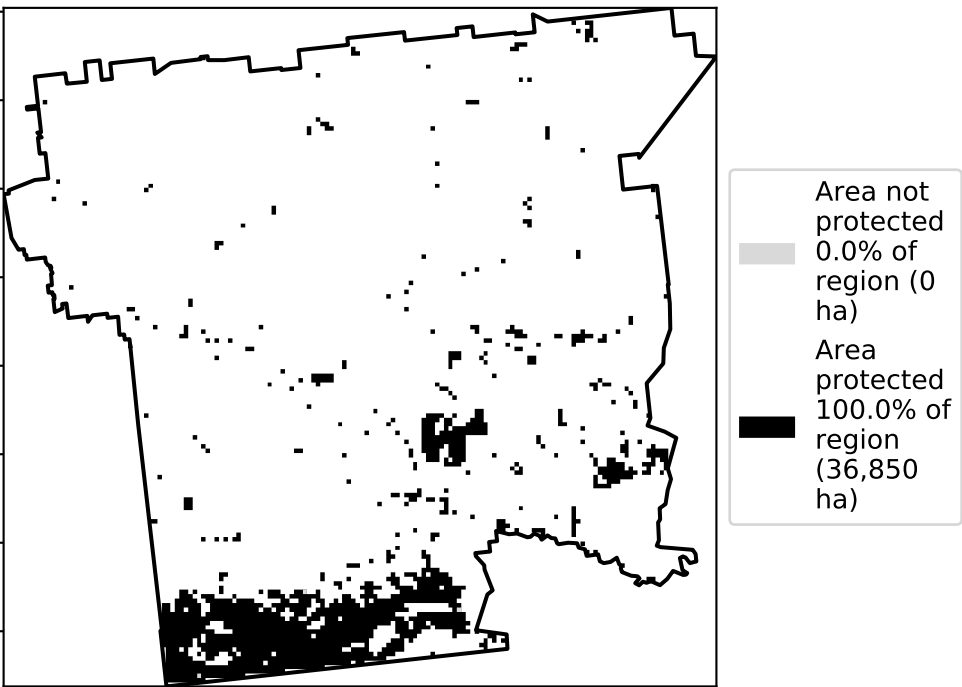 Area not
protected
0.0% of
region (0
ha)
Area
protected
100.0% of
region
(36,850
ha)